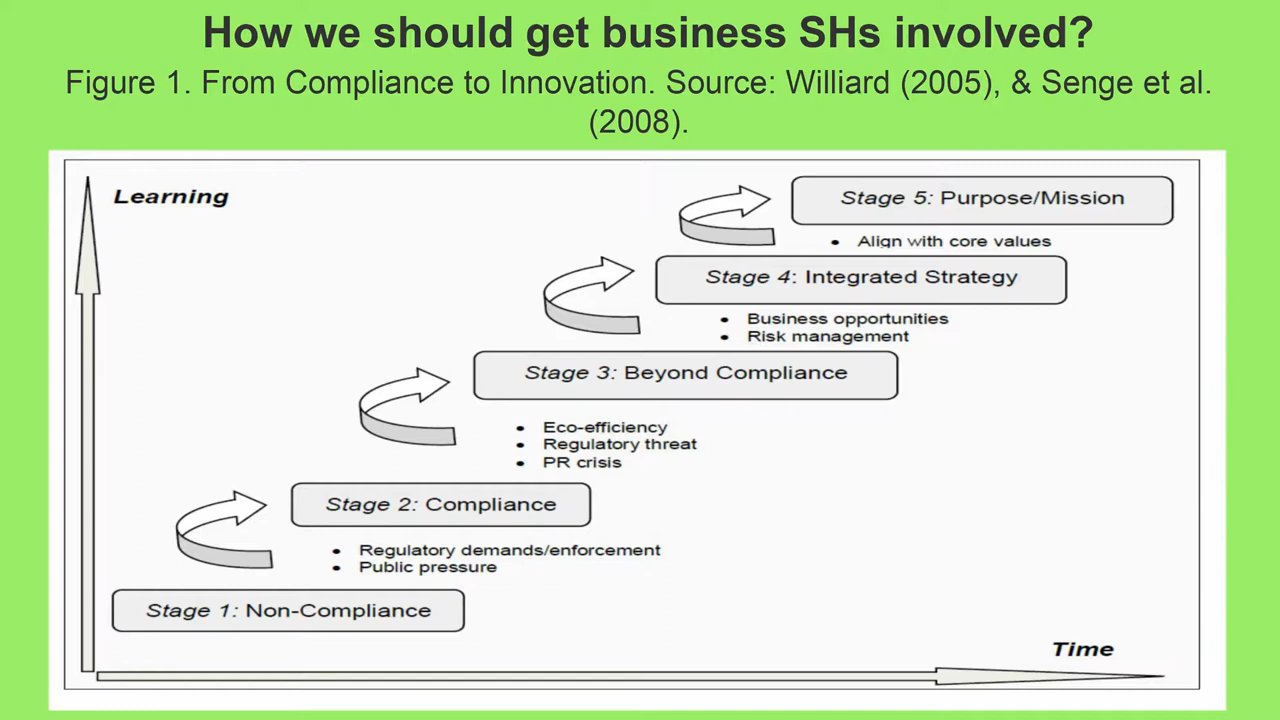 How we should get business SHs involved?
Figure 1. From Compliance to Innovation. Source: Williard (2005), & Senge et al.
(2008).
Learning
Stage 5: Purpose/Mission
• Align with core values
Stage 4: Integrated Strategy
• Business opportunities
• Risk management
Stage 3: Beyond Compliance
• Eco-efficiency
• Regulatory threat
• PR crisis
Stage 2: Compliance
• Regulatory demands/enforcement
• Public pressure
Stage 1: Non-Compliance
Time